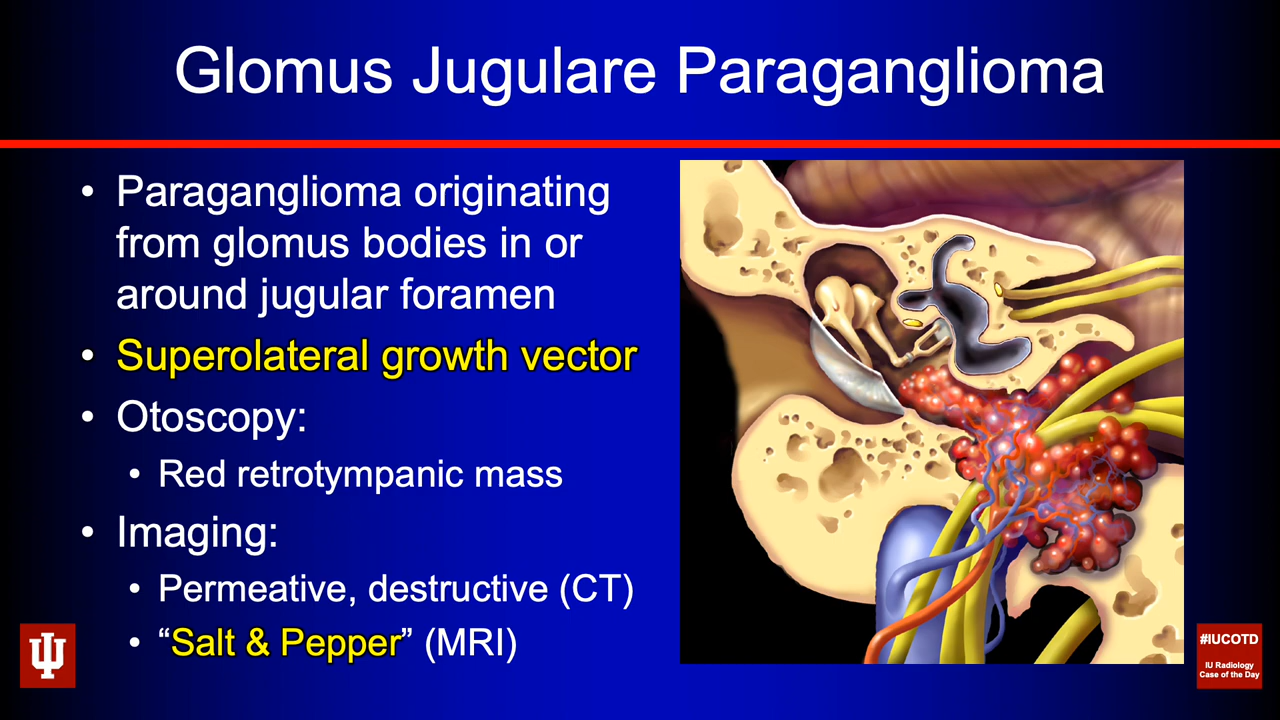 Glomus Jugulare Paraganglioma
• Paraganglioma originating
from glomus bodies in or
around jugular foramen
• Superolateral growth vector
• Otoscopy:
• Red retrotympanic mass
• Imaging:
• Permeative, destructive (CT)
• “Salt & Pepper” (MRI)
#IUCOTD
IU Radiology
Case of the Day